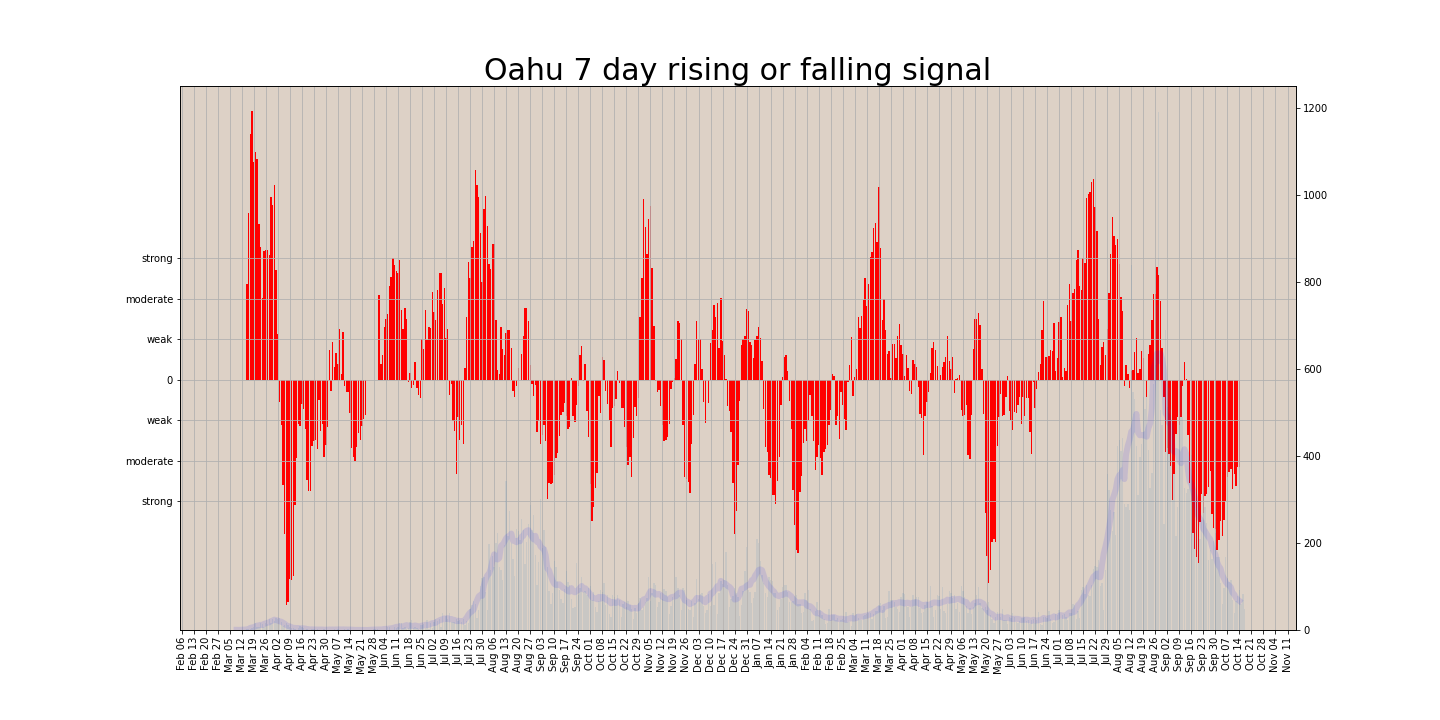 Oahu 7 day rising or falling signal
strong
moderate
weak
0
weak
moderate
strong
1200
1000
800
600
400
200
0
Feb 06
Feb 13
Feb 20
Feb 27
Mar 05
Mar 12
Mar 19
Mar 26
Apr 02
Apr 09
Apr 16
Apr 23
Apr 30
May 07
May 14
May 21
May 28
Jun 04
Jun 11
Jun 18
Jun 25
Jul 02
Jul 09
Jul 16
Jul 23
Jul 30
Aug 06
Aug 13
Aug 20
Aug 27
Sep 03
Sep 10
Sep 17
Sep 24
Oct 01
Oct 08
Oct 15
Oct 22
Oct 29
Nov 05
Nov 12
Nov 19
Nov 26
Dec 03
Dec 10
Dec 17
Dec 24
Dec 31
Jan 07
Jan 14
Jan 21
Jan 28
Feb 04
Feb 11
Feb 18
Feb 25
Mar 04
Mar 11
Mar 18
Mar 25
Apr 01
Apr 08
Apr 15
Apr 22
Apr 29
May 06
May 13
May 20
May 27
Jun 03
Jun 10
Jun 17
Jun 24
Jul 01
Jul 08
Jul 15
Jul 22
Jul 29
Aug 05
Aug 12
Aug 19
Aug 26
Sep 02
Sep 09
Sep 16
Sep 23
Sep 30
Oct 07
Oct 14
Oct 21
Oct 28
Nov 04
Nov 11